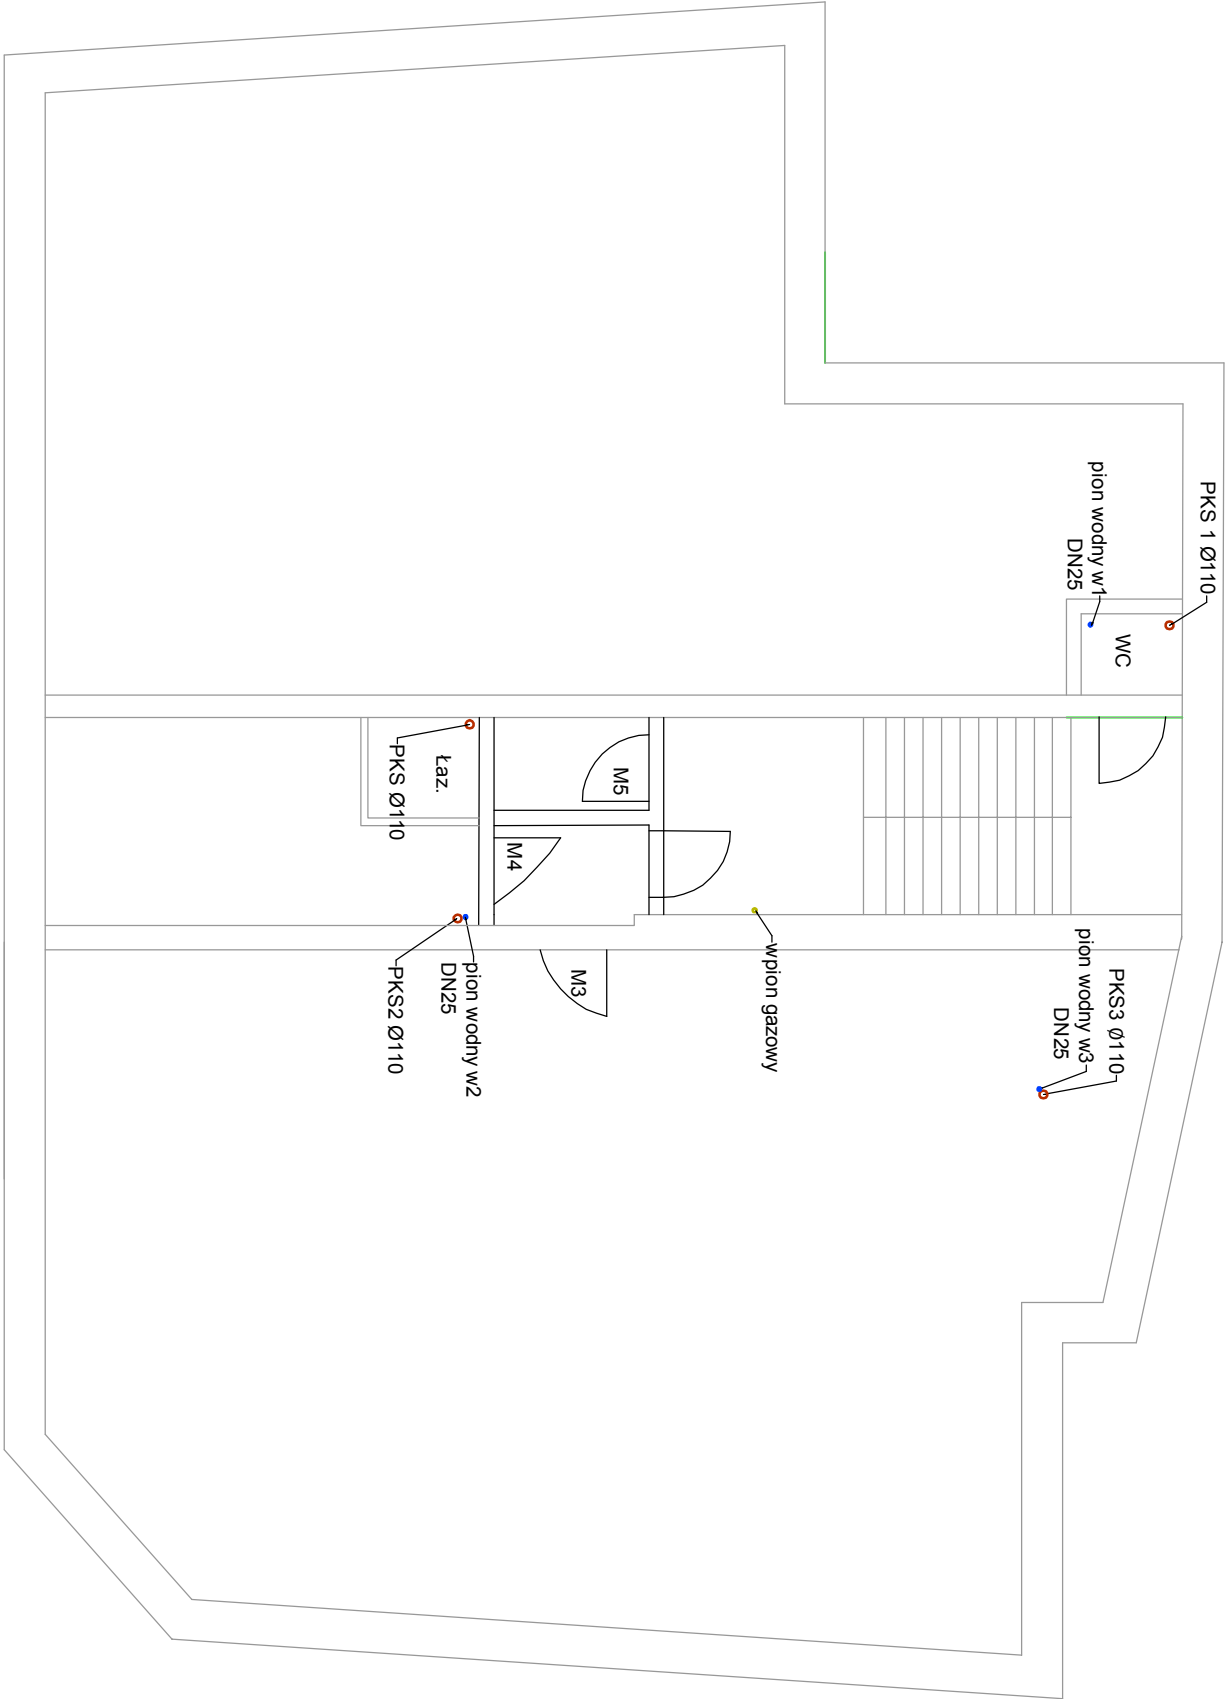 PKS 1 Ø110
pion wodny w1
DN25
WC
PKS3 Ø110
pion wodny w3
DN25
wpion gazowy
M5
M3
M4
Łaz.
PKS Ø110
pion wodny w2
DN25
PKS2 Ø110